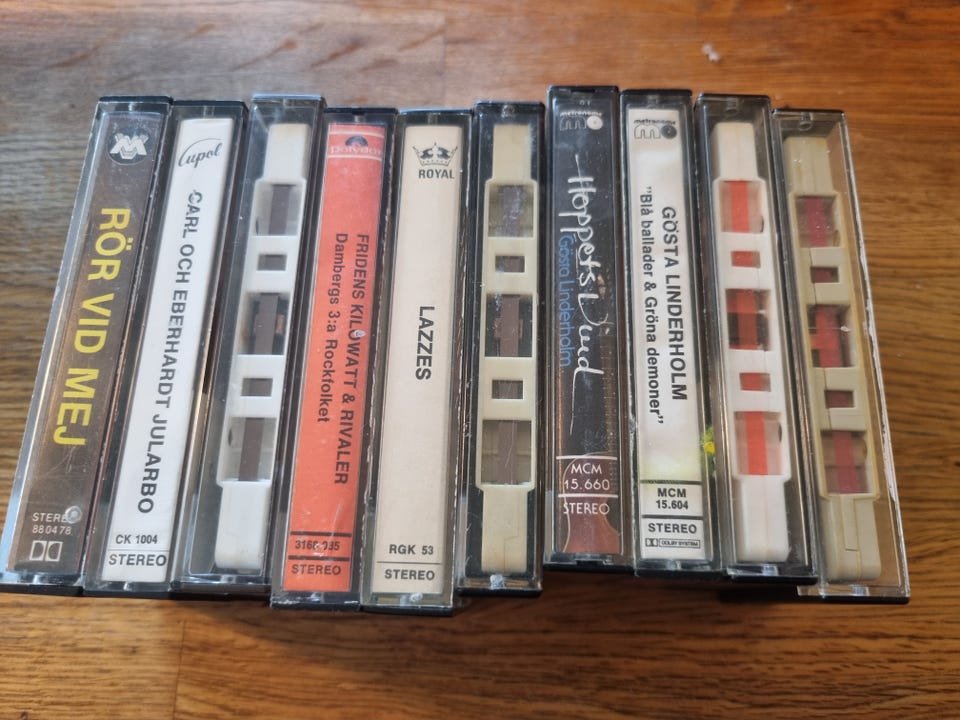 RÖR VID MEJ
STEREO
880478
Cupol
CARL OCH EBERHARDT JULARBO
CK 1004
STEREO
Polydor
FRIDENS KILOWATT & RIVALER
Dambergs 3:a Rockfolket
STEREO
ROYAL
LAZZES
RGK 53
STEREO
metronome
Hoppets Vind
Gösta Linderholm
MCM
15.660
STEREO
metronome
GÖSTA LINDERHOLM
"Blå ballader & Gröna demoner"
MCM
15.604
STEREO
DOLBY SYSTEM